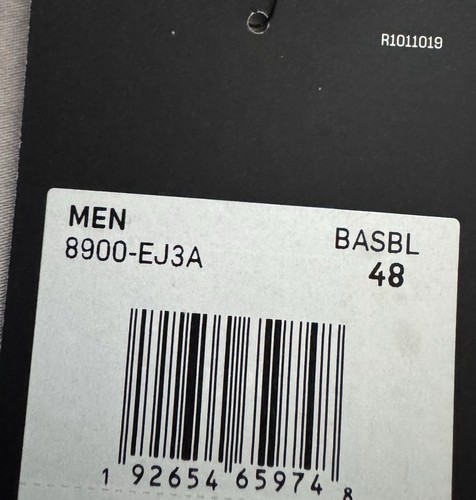 R1011019
MEN
8900-EJ3A
BASBL
48
1 92654 65974 8